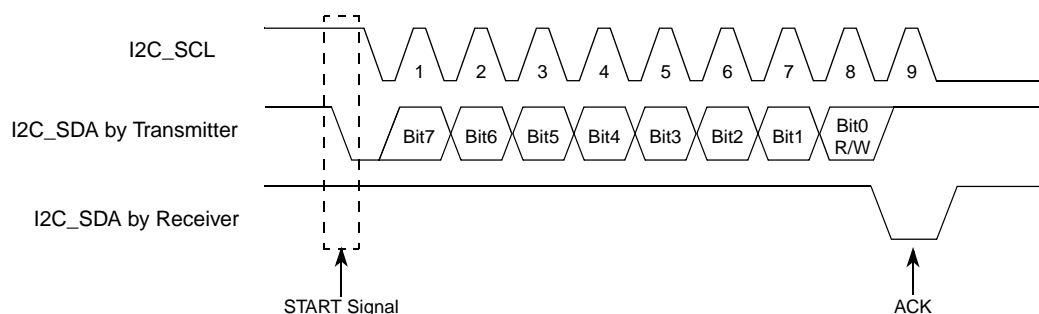 I2C_SCL
1 2 3 4 5 6 7 8 9
I2C_SDA by Transmitter
Bit7 Bit6 Bit5 Bit4 Bit3 Bit2 Bit1 Bit0
R/W
I2C_SDA by Receiver
START Signal ACK